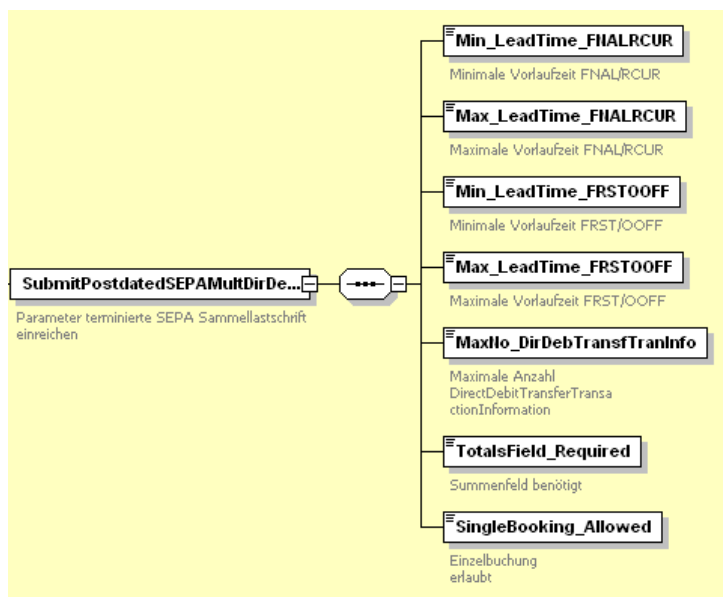 Min_LeadTime_FNALRCUR
Minimale Vorlaufzeit FNAL/RCUR
Max_LeadTime_FNALRCUR
Maximale Vorlaufzeit FNAL/RCUR
Min_LeadTime_FRSTOOFF
Minimale Vorlaufzeit FRST/OOFF
Max_LeadTime_FRSTOOFF
Maximale Vorlaufzeit FRST/OOFF
SubmitPostdatedSEPAMultDirDe...
Parameter terminierte SEPA Sammellastschrift
einreichen
MaxNo_DirDebTransfTranInfo
Maximale Anzahl
DirectDebitTransferTransa
ctionInformation
TotalsField_Required
Summenfeld benötigt
SingleBooking_Allowed
Einzelbuchung
erlaubt